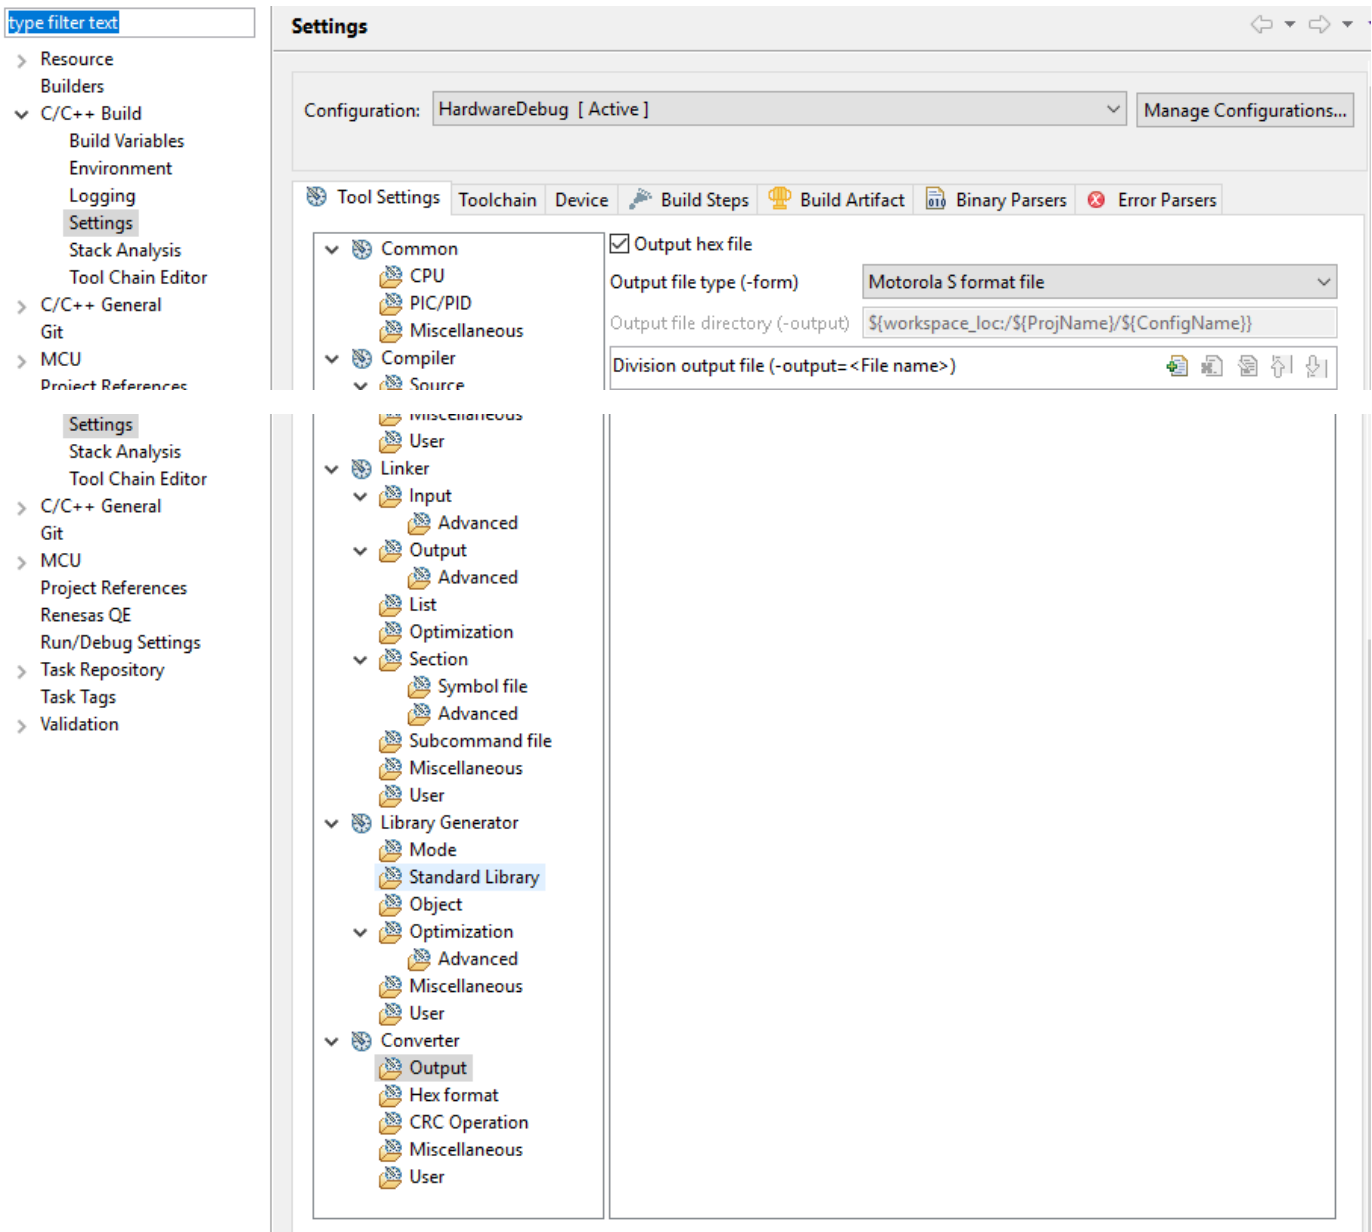 type filter text
Resource
Builders
C/C++ Build
Build Variables
Environment
Logging
Settings
Stack Analysis
Tool Chain Editor
C/C++ General
Git
MCU
Project References
Settings
Stack Analysis
Tool Chain Editor
C/C++ General
Git
MCU
Project References
Renesas QE
Run/Debug Settings
Task Repository
Task Tags
Validation
Settings
Configuration: HardwareDebug [ Active ] Manage Configurations...
Tool Settings Toolchain Device Build Steps Build Artifact Binary Parsers Error Parsers
Common
CPU
PIC/PID
Miscellaneous
Compiler
Source
Miscellaneous
User
Linker
Input
Advanced
Output
Advanced
List
Optimization
Section
Symbol file
Advanced
Subcommand file
Miscellaneous
User
Library Generator
Mode
Standard Library
Object
Optimization
Advanced
Miscellaneous
User
Converter
Output
Hex format
CRC Operation
Miscellaneous
User
Output hex file
Output file type (-form) Motorola S format file
Output file directory (-output) ${workspace_loc:/${ProjName}/${ConfigName}}
Division output file (-output=<File name>)